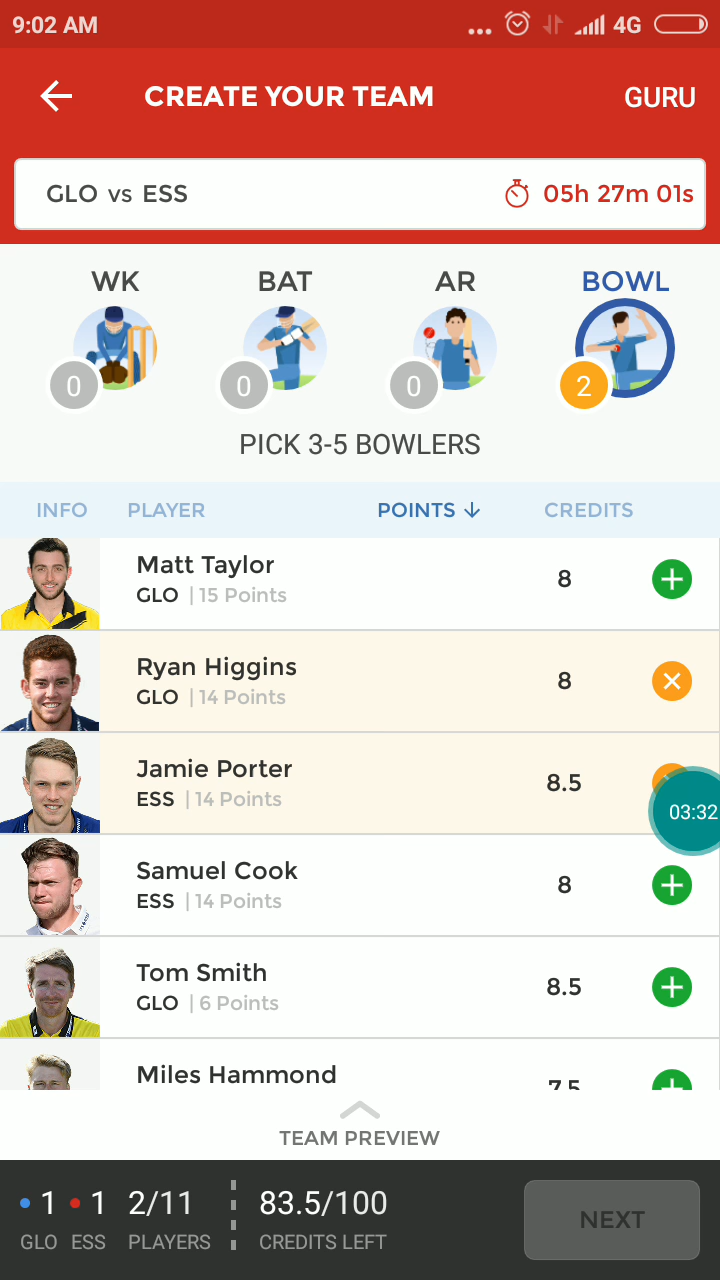 9:02 AM
4G
CREATE YOUR TEAM
GURU
GLO vs ESS
05h 27m 01s
WK
BAT
AR
BOWL
0
0
0
2
PICK 3-5 BOWLERS
INFO
PLAYER
POINTS ↓
CREDITS
Matt Taylor
GLO | 15 Points
8
Ryan Higgins
GLO | 14 Points
8
Jamie Porter
ESS | 14 Points
8.5
03:32
Samuel Cook
ESS | 14 Points
8
Tom Smith
GLO | 6 Points
8.5
Miles Hammond
7.5
TEAM PREVIEW
1 1 2/11 83.5/100
GLO ESS PLAYERS CREDITS LEFT
NEXT